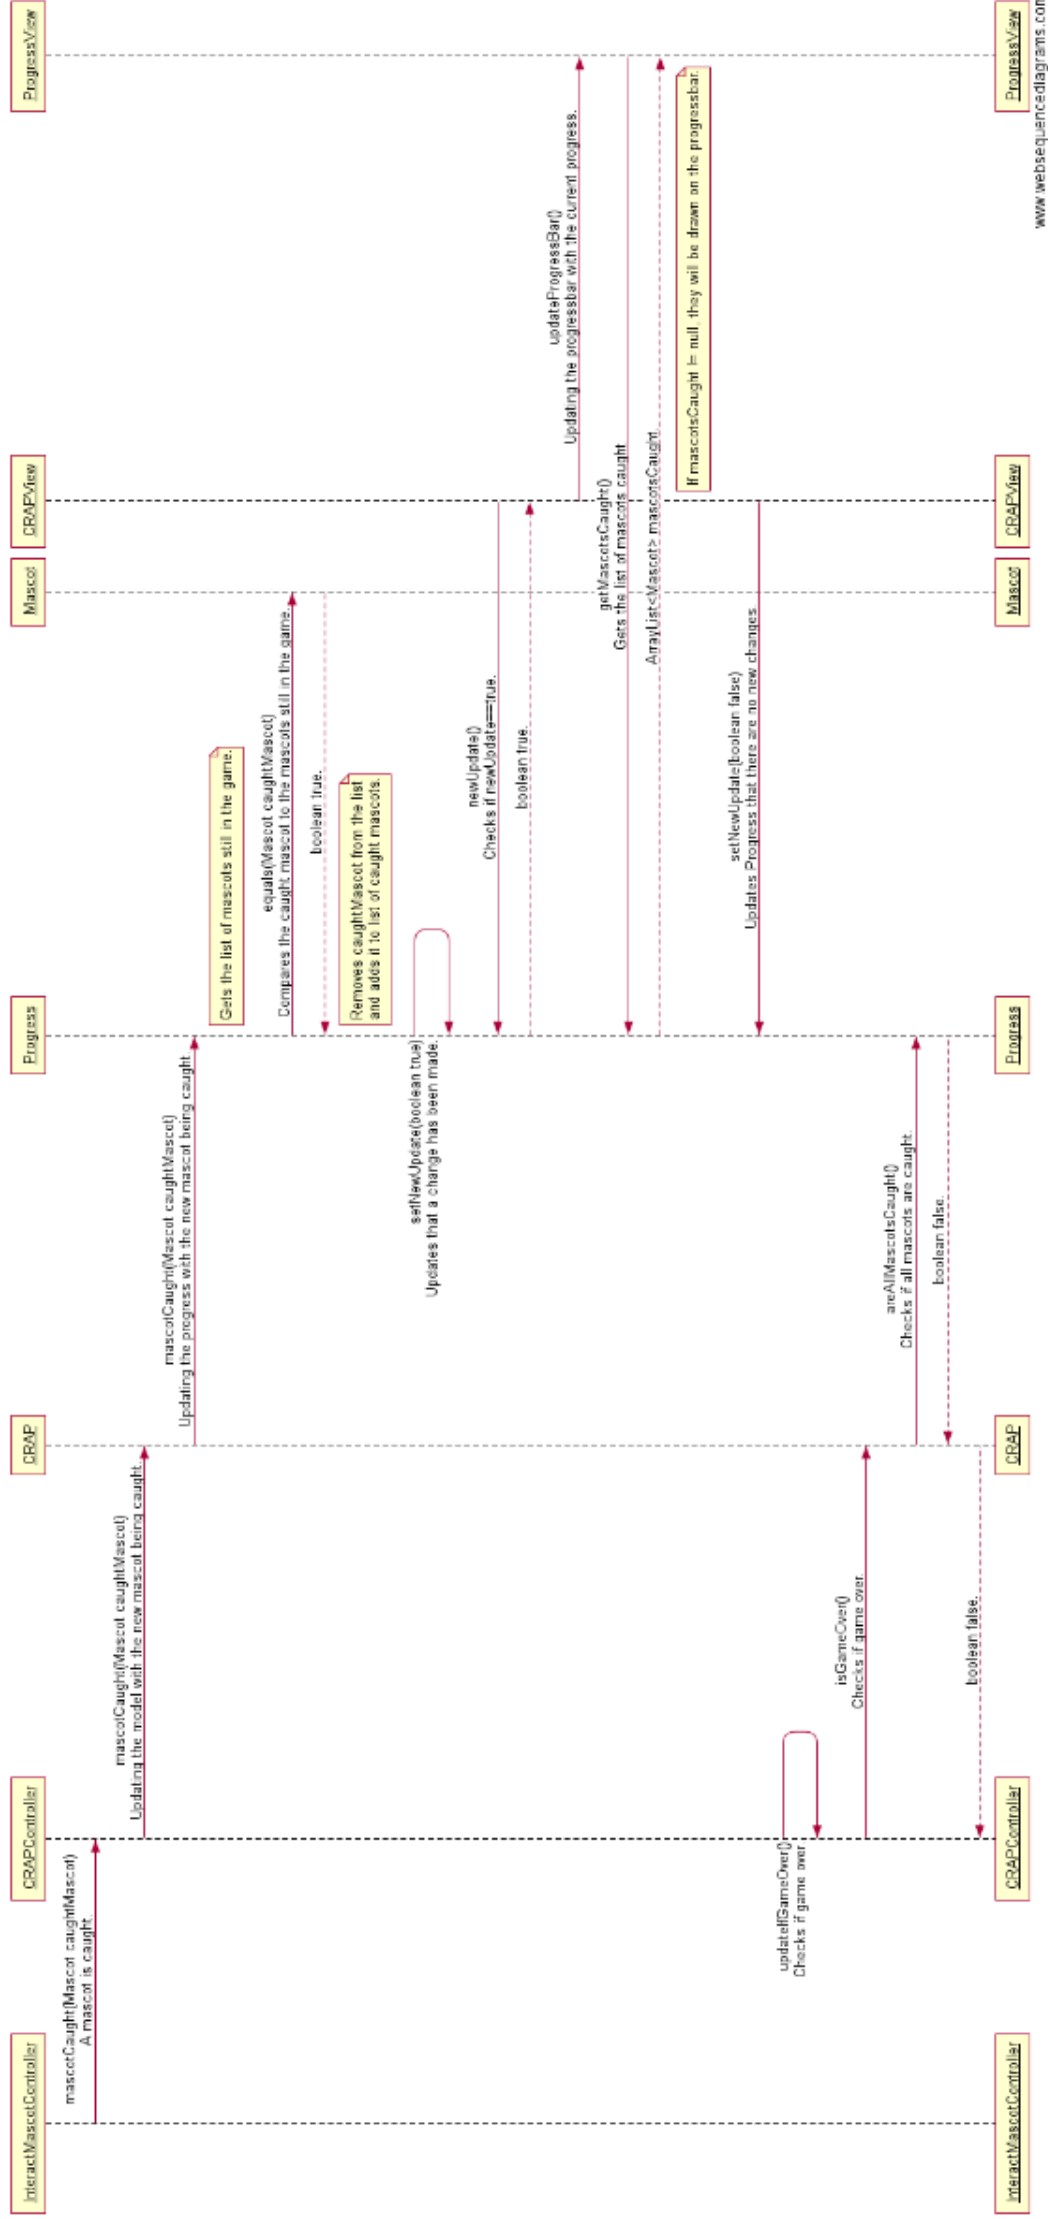 InteractMascotController
CRAPController
CRAP
Progress
Mascot
CRAPView
ProgressView
mascotCaught(Mascot caughtMascot)
A mascot is caught.
mascotCaught(Mascot caughtMascot)
Updating the model with the new mascot being caught.
mascotCaught(Mascot caughtMascot)
Updating the progress with the new mascot being caught.
Gets the list of mascots still in the game.
equals(Mascot caughtMascot)
Compares the caught mascot to the mascots still in the game.
boolean true.
Removes caughtMascot from the list
and adds it to list of caught mascots.
setNewUpdate(boolean true)
Updates that a change has been made.
newUpdate()
Checks if newUpdate==true.
boolean true.
updateProgressBar()
Updating the progressbar with the current progress.
getMascotsCaught()
Gets the list of mascots caught
ArrayList<Mascot> mascotsCaught.
If mascotsCaught != null, they will be drawn on the progressbar.
setNewUpdate(boolean false)
Updates Progress that there are no new changes.
updateIfGameOver()
Checks if game over
isGameOver()
Checks if game over.
areAllMascotsCaught()
Checks if all mascots are caught.
boolean false.
boolean false.
InteractMascotController
CRAPController
CRAP
Progress
Mascot
CRAPView
ProgressView
www.websequencediagrams.com